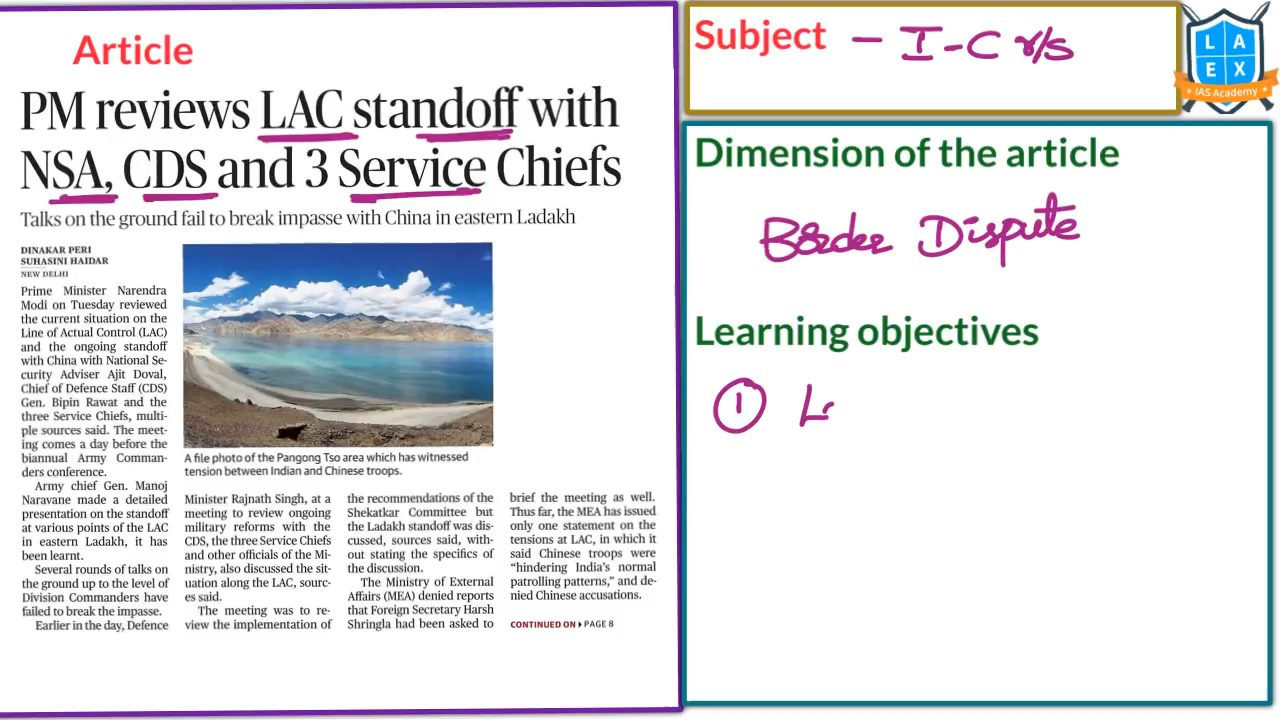 Article
PM reviews LAC standoff with
NSA, CDS and 3 Service Chiefs
Talks on the ground fail to break impasse with China in eastern Ladakh
DINAKAR PERI
SUHASINI HAIDAR
NEW DELHI
Prime Minister Narendra
Modi on Tuesday reviewed
the current situation on the
Line of Actual Control (LAC)
and the ongoing standoff
with China with National Se-
curity Adviser Ajit Doval,
Chief of Defence Staff (CDS)
Gen. Bipin Rawat and the
three Service Chiefs, multi-
ple sources said. The meet-
ing comes a day before the
biannual Army Comman-
ders conference.
Army chief Gen. Manoj
Naravane made a detailed
presentation on the standoff
at various points of the LAC
in eastern Ladakh, it has
been learnt.
Several rounds of talks on
the ground up to the level of
Division Commanders have
failed to break the impasse.
Earlier in the day, Defence
A file photo of the Pangong Tso area which has witnessed
tension between Indian and Chinese troops.
Minister Rajnath Singh, at a
meeting to review ongoing
military reforms with the
CDS, the three Service Chiefs
and other officials of the Mi-
nistry, also discussed the sit-
uation along the LAC, sourc-
es said.
The meeting was to re-
view the implementation of
the recommendations of the
Shekatkar Committee but
the Ladakh standoff was dis-
cussed, sources said, with-
out stating the specifics of
the discussion.
The Ministry of External
Affairs (MEA) denied reports
that Foreign Secretary Harsh
Shringla had been asked to
brief the meeting as well.
Thus far, the MEA has issued
only one statement on the
tensions at LAC, in which it
said Chinese troops were
"hindering India's normal
patrolling patterns," and de-
nied Chinese accusations.
CONTINUED ON ▸ PAGE 8
Subject - I-C r/s
LAEX
IAS Academy
Dimension of the article
Border Dispute
Learning objectives
① L